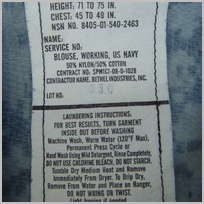 HEIGHT: 71 TO 75 IN.
CHEST: 45 TO 49 IN.
NSN NO. 8405-01-540-2463
NAME:
SERVICE NO:
BLOUSE, WORKING, US NAVY
50% NYLON/50% COTTON
CONTRACT NO. SPM1C1-08-D-1028
CONTRACTOR NAME, BETHEL INDUSTRIES, INC.
LOT NO.
LAUNDERING INSTRUCTIONS:
FOR BEST RESULTS, TURN GARMENT
INSIDE OUT BEFORE WASHING
Machine Wash, Warm Water (120°F Max),
Permanent Press Cycle or
Hand Wash Using Mild Detergent, Rinse Completely.
DO NOT USE CHLORINE BLEACH, DO NOT STARCH.
Tumble Dry Medium Heat and Remove
Immediately From Dryer. To Drip Dry,
Remove From Water and Place on Hanger,
DO NOT WRING OR TWIST.
Light Ironing if needed